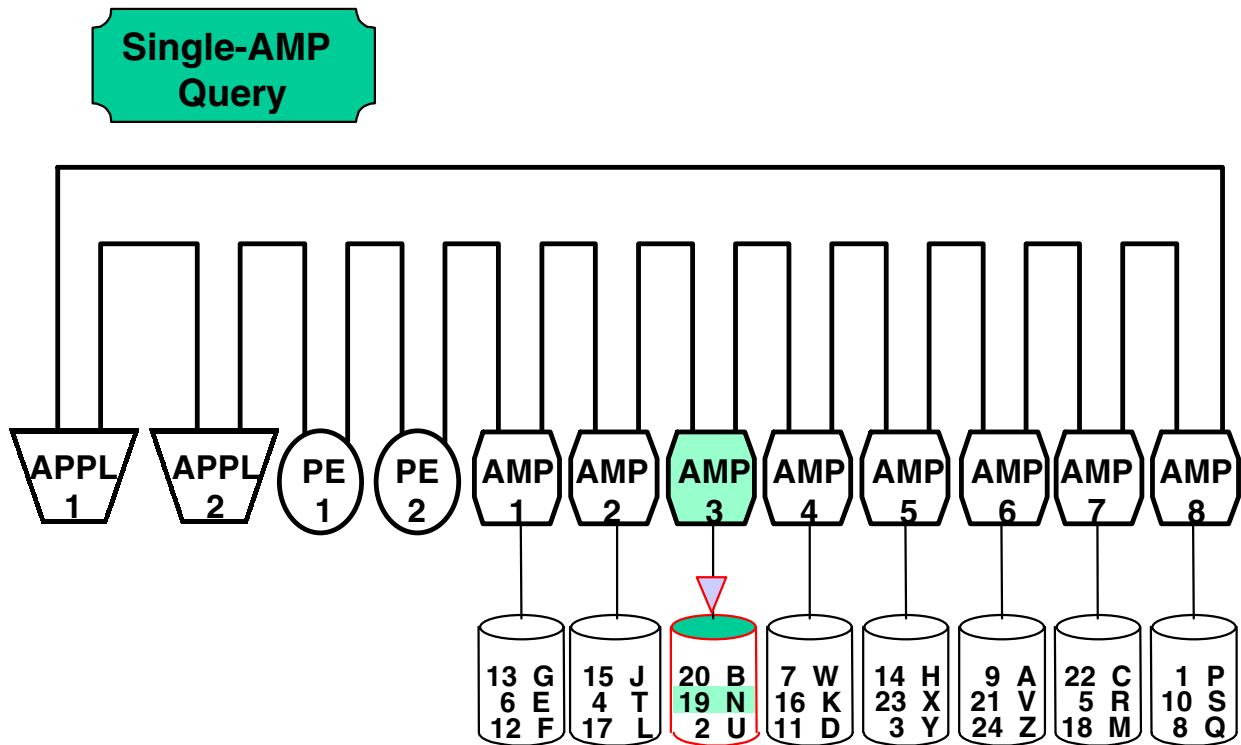 Single-AMP
Query
APPL
1
APPL
2
PE
1
PE
2
AMP
1
AMP
2
AMP
3
AMP
4
AMP
5
AMP
6
AMP
7
AMP
8
13 G
6 E
12 F
15 J
4 T
17 L
20 B
19 N
2 U
7 W
16 K
11 D
14 H
23 X
3 Y
9 A
21 V
24 Z
22 C
5 R
18 M
1 P
10 S
8 Q